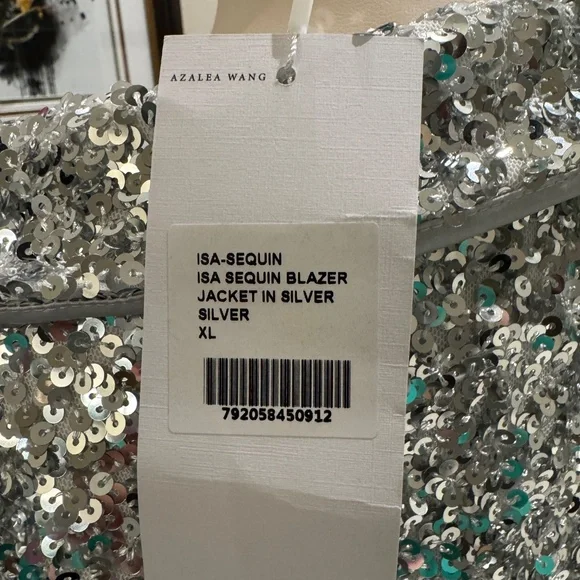 AZALEA WANG
ISA-SEQUIN
ISA SEQUIN BLAZER
JACKET IN SILVER
SILVER
XL
792058450912